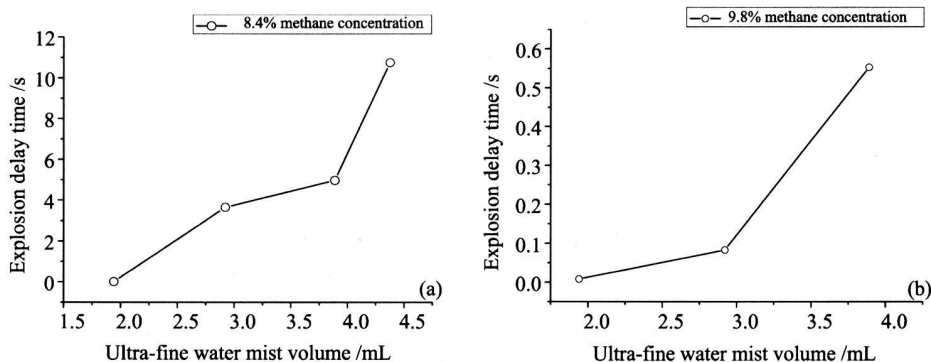 8.4% methane concentration
Explosion delay time /s
12
10
8
6
4
2
0
1.5 2.0 2.5 3.0 3.5 4.0 4.5
(a)
Ultra-fine water mist volume /mL
9.8% methane concentration
Explosion delay time /s
0.6
0.5
0.4
0.3
0.2
0.1
0.0
2.0 2.5 3.0 3.5 4.0
(b)
Ultra-fine water mist volume /mL